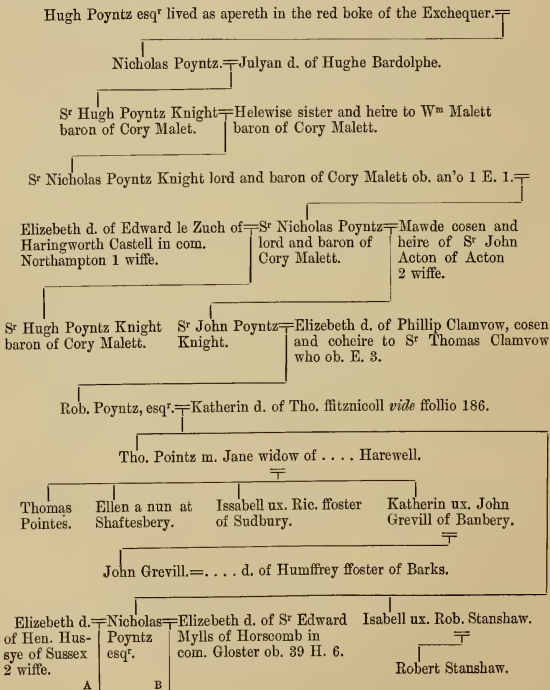 Hugh Poyntz esqr lived as apereth in the red boke of the Exchequer.
Nicholas Poyntz. Julyan d. of Hughe Bardolphe.
Sr Hugh Poyntz Knight
baron of Cory Malet.
Helewise sister and heire to Wm Malett
baron of Cory Malett.
Sr Nicholas Poyntz Knight lord and baron of Cory Malett ob. an'o 1 E. 1.
Elizebeth d. of Edward le Zuch of
Haringworth Castell in com.
Northampton 1 wiffe.
Sr Nicholas Poyntz
lord and baron of
Cory Malett.
Mawde cosen and
heire of Sr John
Acton of Acton
2 wiffe.
Sr Hugh Poyntz Knight
baron of Cory Malett.
Sr John Poyntz
Knight.
Elizebeth d. of Phillip Clamvow, cosen
and coheire to Sr Thomas Clamvow
who ob. E. 3.
Rob. Poyntz, esqr. Katherin d. of Tho. ffitznicoll vide ffollio 186.
Tho. Pointz m. Jane widow of . . . . Harewell.
Thomas
Pointes.
Ellen a nun at
Shaftesbery.
Issabell ux. Ric. ffoster
of Sudbury.
Katherin ux. John
Grevill of Banbery.
John Grevill.=. . . . d. of Humffrey ffoster of Barks.
Elizebeth d.
of Hen. Hus-
sye of Sussex
2 wiffe.
Nicholas
Poyntz
esqr.
Elizebeth d. of Sr Edward
Mylls of Horscomb in
com. Gloster ob. 39 H. 6.
Isabell ux. Rob. Stanshaw.
Robert Stanshaw.
A B